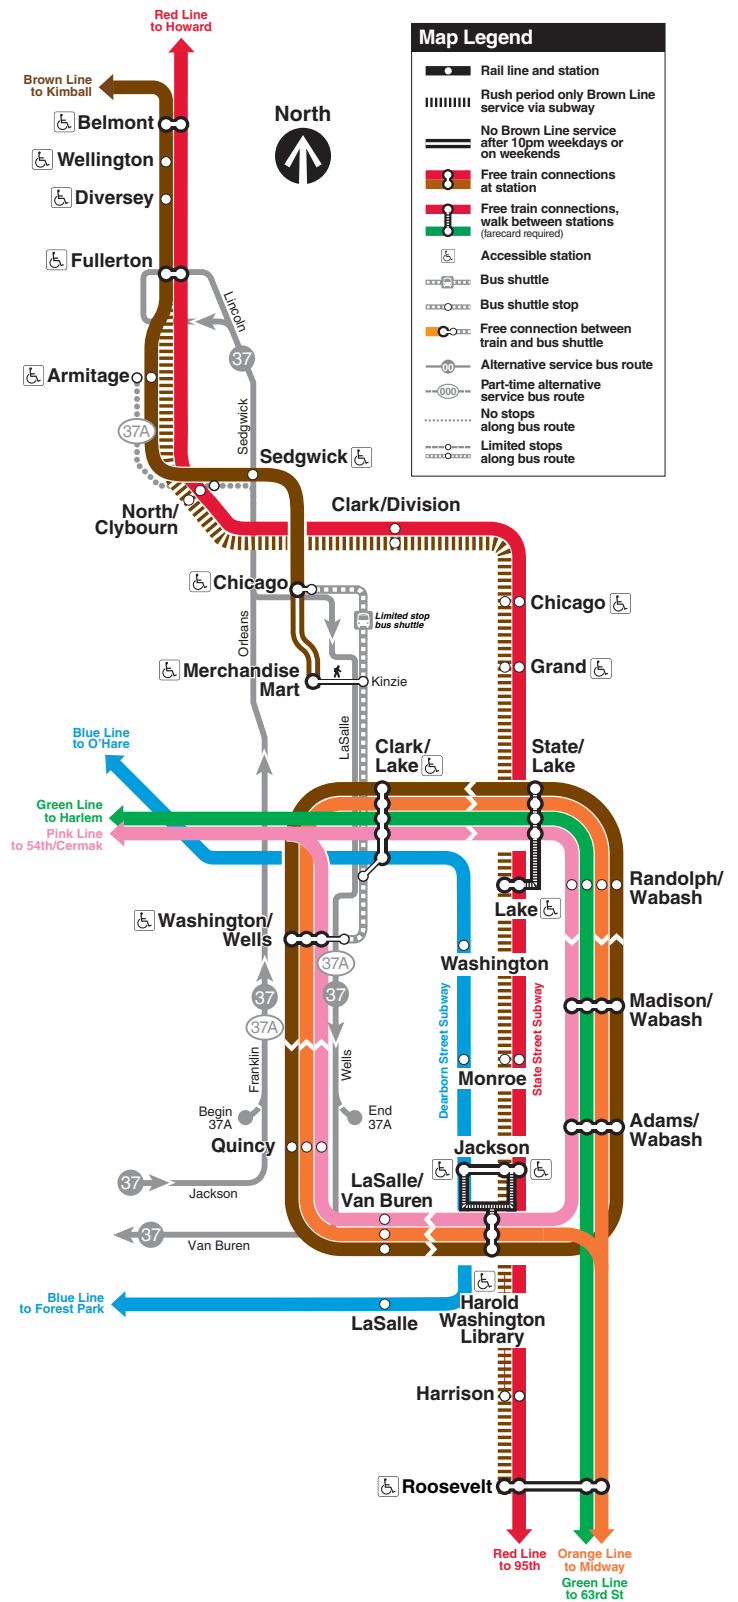 Red Line
to Howard
Brown Line
to Kimball
Belmont
Wellington
Diversey
Fullerton
Armitage
North
Map Legend
Rail line and station
Rush period only Brown Line
service via subway
No Brown Line service
after 10pm weekdays or
on weekends
Free train connections
at station
Free train connections,
walk between stations
(farecard required)
Accessible station
Bus shuttle
Bus shuttle stop
Free connection between
train and bus shuttle
00
Alternative service bus route
000
Part-time alternative
service bus route
No stops
along bus route
Limited stops
along bus route
Lincoln
37
Sedgwick
37A
Sedgwick
North/
Clybourn
Clark/Division
Chicago
Chicago
Limited stop
bus shuttle
Orleans
Grand
Merchandise
Mart
Kinzie
LaSalle
Blue Line
to O'Hare
Clark/
Lake
State/
Lake
Green Line
to Harlem
Pink Line
to 54th/Cermak
Randolph/
Wabash
Lake
Washington/
Wells
Washington
37A
37
37
37A
Madison/
Wabash
Dearborn Street Subway
State Street Subway
Franklin
Wells
Monroe
Begin
37A
End
37A
Adams/
Wabash
Quincy
Jackson
37
Jackson
LaSalle/
Van Buren
37
Van Buren
Blue Line
to Forest Park
LaSalle
Harold
Washington
Library
Harrison
Roosevelt
Red Line
to 95th
Orange Line
to Midway
Green Line
to 63rd St